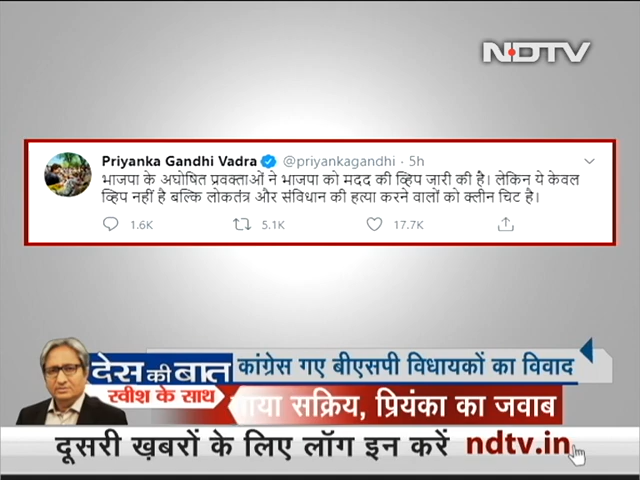 NDTV
Priyanka Gandhi Vadra @priyankagandhi · 5h
भाजपा के अघोषित प्रवक्ताओं ने भाजपा को मदद की व्हिप जारी की है। लेकिन ये केवल
व्हिप नहीं है बल्कि लोकतंत्र और संविधान की हत्या करने वालों को क्लीन चिट है।
1.6K 5.1K 17.7K
देस की बात
रवीश के साथ
कांग्रेस गए बीएसपी विधायकों का विवाद
सक्रिय, प्रियंका का जवाब
दूसरी ख़बरों के लिए लॉग इन करें ndtv.in